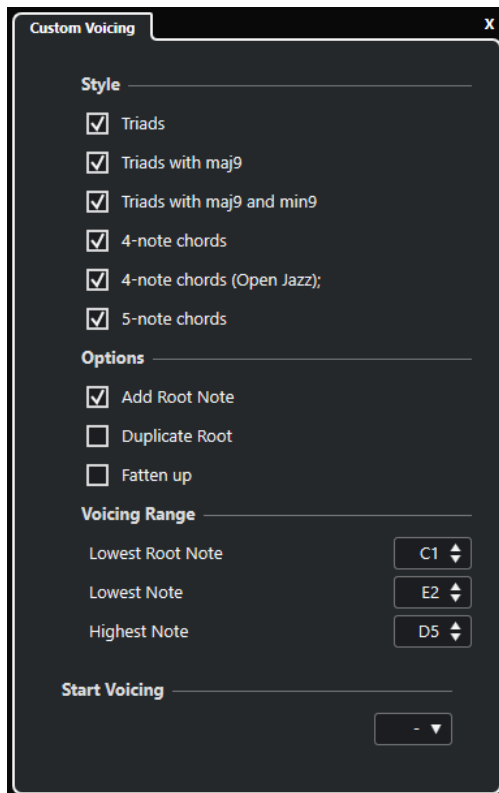 Custom Voicing X
Style
Triads
Triads with maj9
Triads with maj9 and min9
4-note chords
4-note chords (Open Jazz);
5-note chords
Options
Add Root Note
Duplicate Root
Fatten up
Voicing Range
Lowest Root Note C1
Lowest Note E2
Highest Note D5
Start Voicing
-